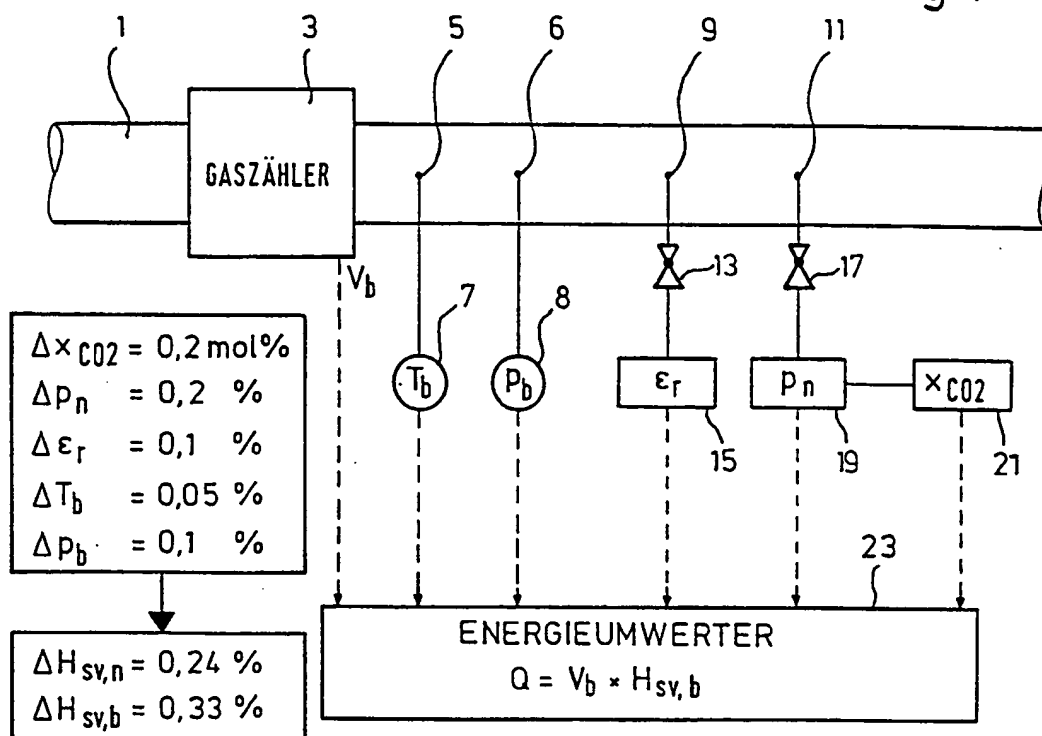 1 3 5 6 9 11
GASZÄHLER
V_b
13 17
7 8
T_b p_b ε_r p_n x_CO2
15 19 21
Δx_CO2 = 0,2 mol%
Δp_n = 0,2 %
Δε_r = 0,1 %
ΔT_b = 0,05 %
Δp_b = 0,1 %
ΔH_sv,n = 0,24 %
ΔH_sv,b = 0,33 %
23
ENERGIEUMWERTER
Q = V_b × H_sv,b